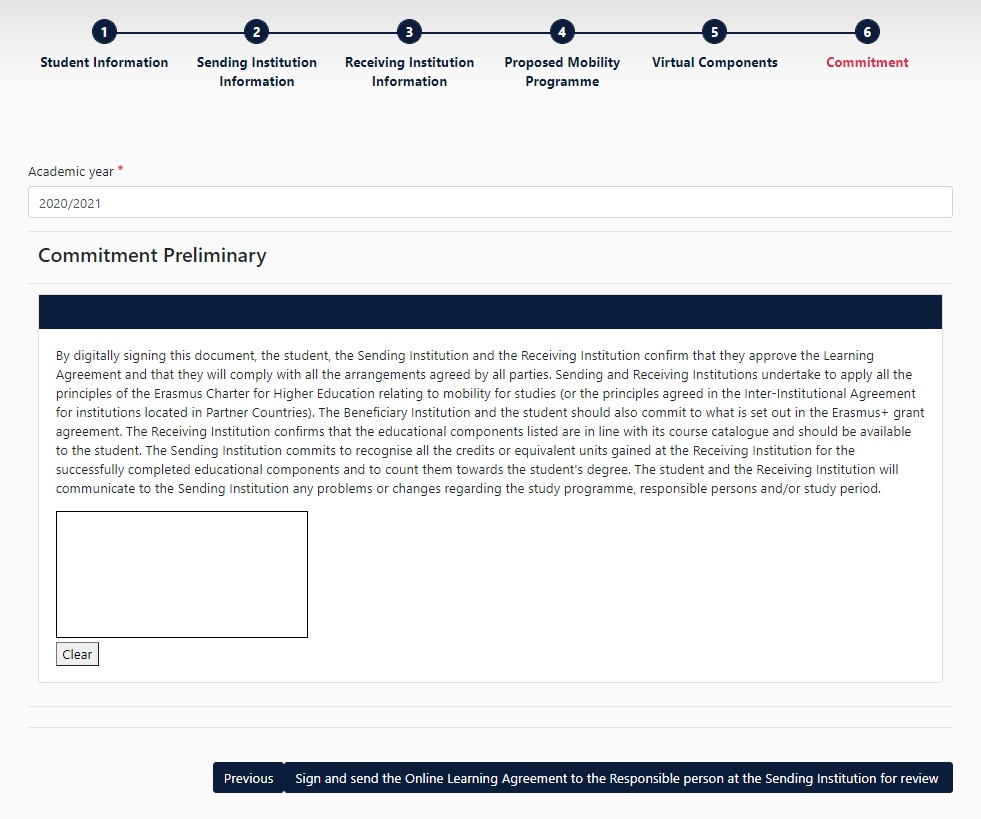 1 2 3 4 5 6
Student Information Sending Institution Information Receiving Institution Information Proposed Mobility Programme Virtual Components Commitment
Academic year *
2020/2021
Commitment Preliminary
By digitally signing this document, the student, the Sending Institution and the Receiving Institution confirm that they approve the Learning
Agreement and that they will comply with all the arrangements agreed by all parties. Sending and Receiving Institutions undertake to apply all the
principles of the Erasmus Charter for Higher Education relating to mobility for studies (or the principles agreed in the Inter-Institutional Agreement
for institutions located in Partner Countries). The Beneficiary Institution and the student should also commit to what is set out in the Erasmus+ grant
agreement. The Receiving Institution confirms that the educational components listed are in line with its course catalogue and should be available
to the student. The Sending Institution commits to recognise all the credits or equivalent units gained at the Receiving Institution for the
successfully completed educational components and to count them towards the student's degree. The student and the Receiving Institution will
communicate to the Sending Institution any problems or changes regarding the study programme, responsible persons and/or study period.
Clear
Previous Sign and send the Online Learning Agreement to the Responsible person at the Sending Institution for review